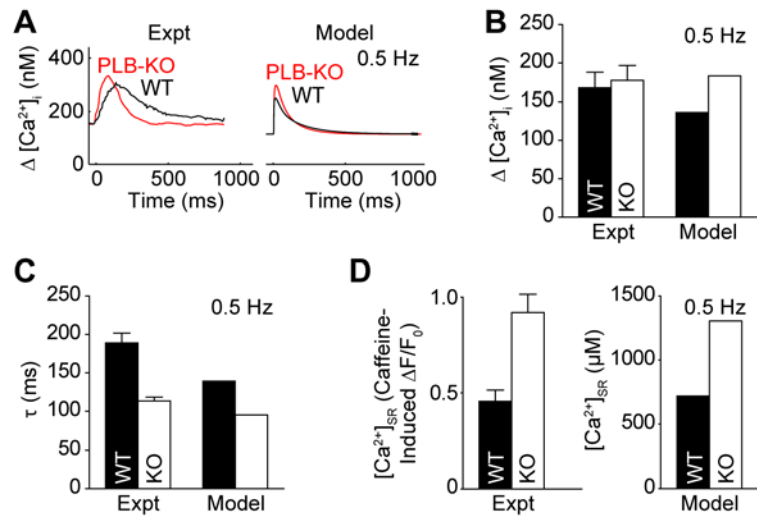 A
Expt
Model
0.5 Hz
PLB-KO
WT
PLB-KO
WT
Δ [Ca²⁺]ᵢ (nM)
400
200
0
0 500 1000
0 500 1000
Time (ms)
Time (ms)
B
0.5 Hz
Δ [Ca²⁺]ᵢ (nM)
200
150
100
50
0
WT
KO
Expt
Model
C
0.5 Hz
τ (ms)
250
200
150
100
50
0
WT
KO
Expt
Model
D
[Ca²⁺]SR (Caffeine-
Induced ΔF/F₀)
1.0
0.5
0
WT
KO
Expt
0.5 Hz
[Ca²⁺]SR (μM)
1500
1000
500
0
WT
KO
Model